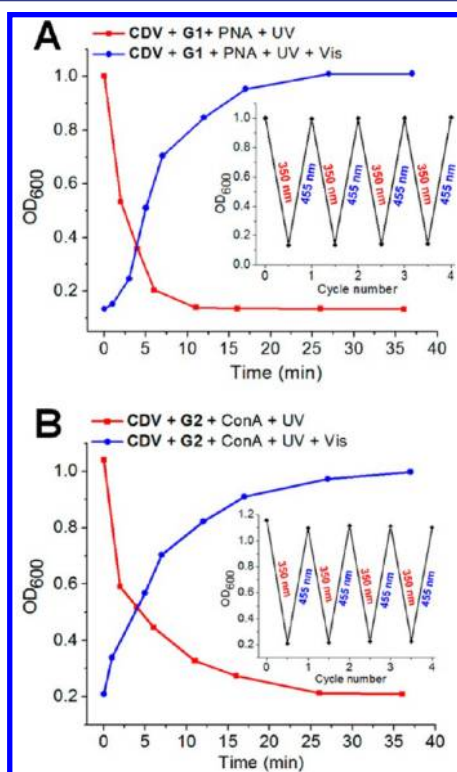 A
CDV + G1+ PNA + UV
CDV + G1 + PNA + UV + Vis
OD600
1.0
0.8
0.6
0.4
0.2
0 5 10 15 20 25 30 35 40
Time (min)
OD600
1.0
0.8
0.6
0.4
0.2
0.0
350 nm
455 nm
350 nm
455 nm
350 nm
455 nm
350 nm
455 nm
0 1 2 3 4
Cycle number
B
CDV + G2 + ConA + UV
CDV + G2 + ConA + UV + Vis
OD600
1.0
0.8
0.6
0.4
0.2
0 5 10 15 20 25 30 35 40
Time (min)
OD600
1.2
1.0
0.8
0.6
0.4
0.2
350 nm
455 nm
350 nm
455 nm
350 nm
455 nm
350 nm
455 nm
0 1 2 3 4
Cycle number